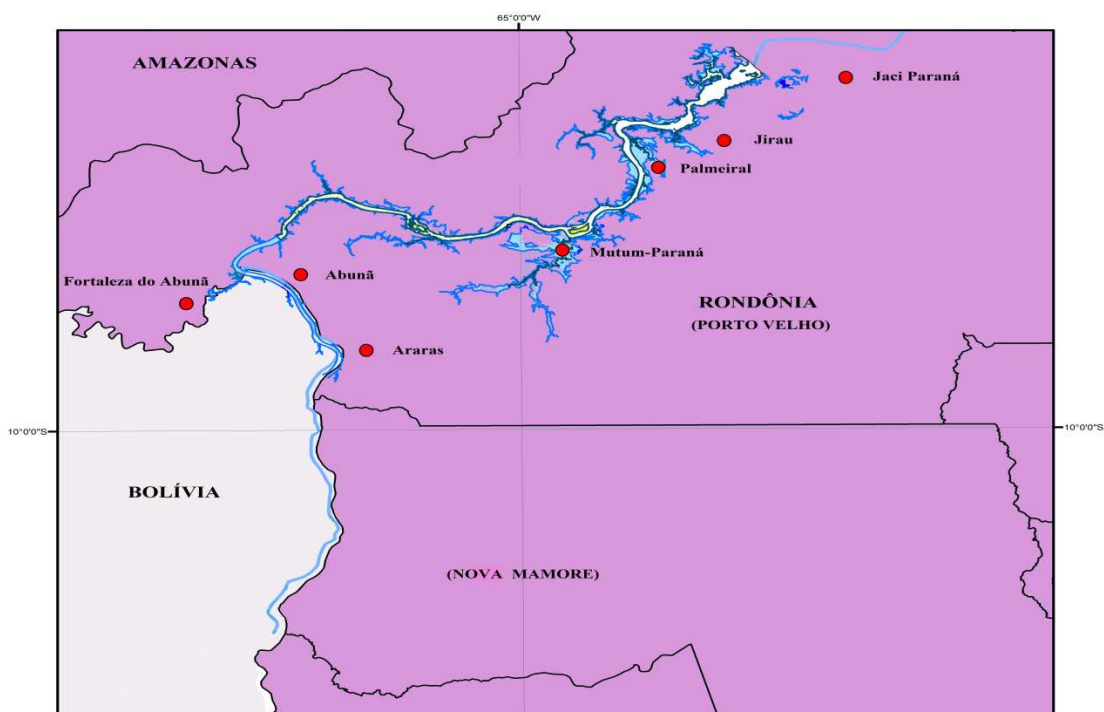 65°0'0"W
AMAZONAS
Jaci Paraná
Jirau
Palmeiral
Mutum-Paraná
Fortaleza do Abunã
Abunã
RONDÔNIA
(PORTO VELHO)
Araras
10°0'0"S
10°0'0"S
BOLÍVIA
(NOVA MAMORE)